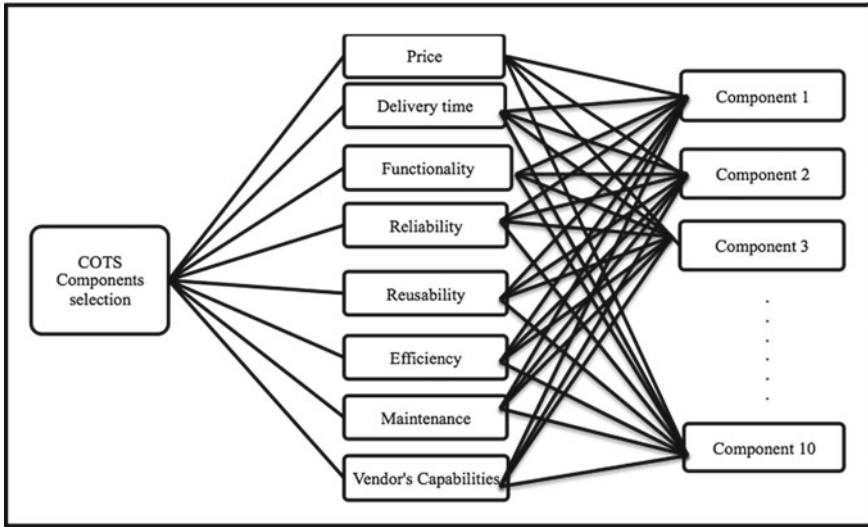 COTS
Components
selection
Price
Delivery time
Functionality
Reliability
Reusability
Efficiency
Maintenance
Vendor's Capabilities
Component 1
Component 2
Component 3
Component 10